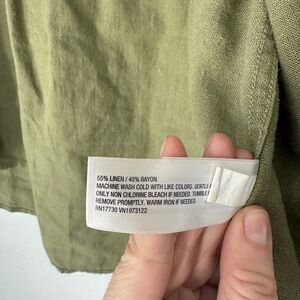 55% LINEN / 45% RAYON
MACHINE WASH COLD WITH LIKE COLORS. GENTLE
ONLY NON CHLORINE BLEACH IF NEEDED. TUMBLE
REMOVE PROMPTLY. WARM IRON IF NEEDED
RN17730 VN1973122